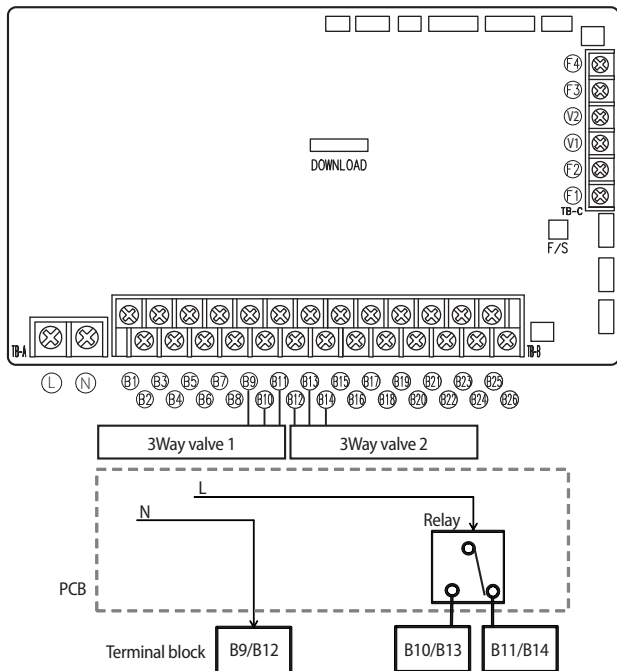 DOWNLOAD
F4
F3
V2
V1
F2
F1
TB-C
F/S
TB-A
TB-B
L N B1 B3 B5 B7 B9 B11 B13 B15 B17 B19 B21 B23 B25
B2 B4 B6 B8 B10 B12 B14 B16 B18 B20 B22 B24 B26
3Way valve 1 3Way valve 2
L
N
Relay
PCB
Terminal block B9/B12 B10/B13 B11/B14